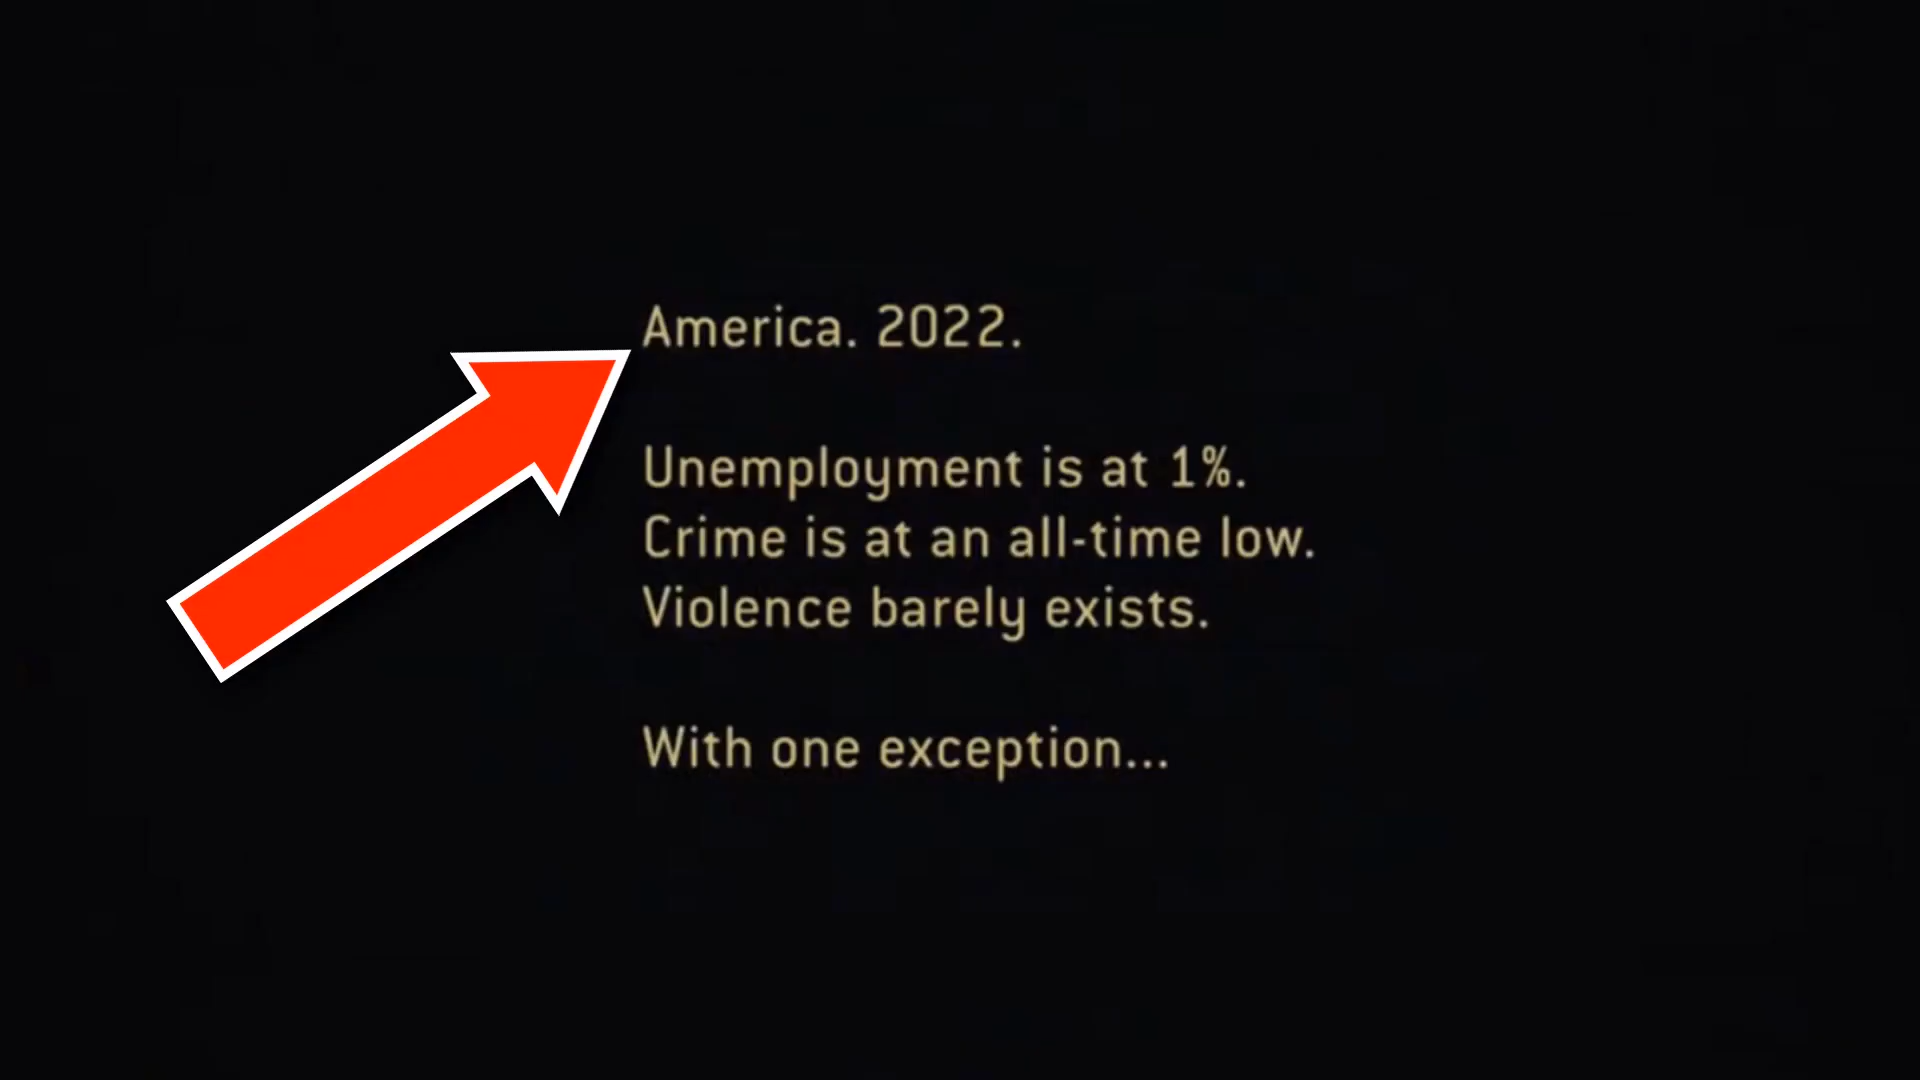 America. 2022.
Unemployment is at 1%.
Crime is at an all-time low.
Violence barely exists.
With one exception...